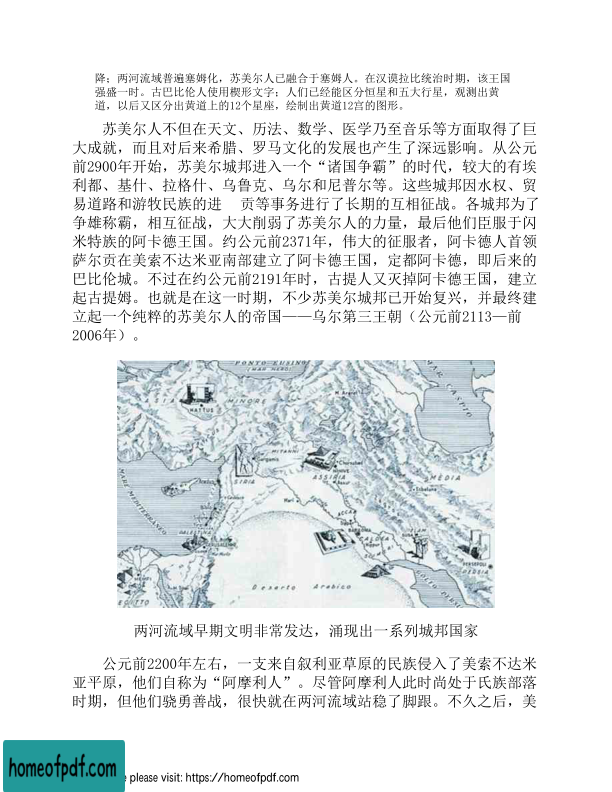 降；两河流域普遍塞姆化，苏美尔人已融合于塞姆人。在汉谟拉比统治时期，该王国
强盛一时。古巴比伦人使用楔形文字；人们已经能区分恒星和五大行星，观测出黄
道，以后又区分出黄道上的12个星座，绘制出黄道12宫的图形。
苏美尔人不但在天文、历法、数学、医学乃至音乐等方面取得了巨
大成就，而且对后来希腊、罗马文化的发展也产生了深远影响。从公元
前2900年开始，苏美尔城邦进入一个“诸国争霸”的时代，较大的有埃
利都、基什、拉格什、乌鲁克、乌尔和尼普尔等。这些城邦因水权、贸
易道路和游牧民族的进 贡等事务进行了长期的互相征战。各城邦为了
争雄称霸，相互征战，大大削弱了苏美尔人的力量，最后他们臣服于闪
米特族的阿卡德王国。约公元前2371年，伟大的征服者，阿卡德人首领
萨尔贡在美索不达米亚南部建立了阿卡德王国，定都阿卡德，即后来的
巴比伦城。不过在约公元前2191年时，古提人又灭掉阿卡德王国，建立
起古提姆。也就是在这一时期，不少苏美尔城邦已开始复兴，并最终建
立起一个纯粹的苏美尔人的帝国——乌尔第三王朝（公元前2113—前
2006年）。
PONTO EUSINO
(MAR NERO)
MAR CASPIO
ASIA MINORE
HATTUS
M. Ararat
MITANNI
SIRIA
ASSIRIA
NINIVE
Assur
MEDIA
Ecbatana
MARE MEDITERRANEO
Mari
ACCAD
BABILONIA
ELAM
CALDEA
SUMERI
PALESTINA
GERUSALEMME
EGITTO
Deserto Arabico
PERSEPOLI
PERSIA
GOLFO PERSICO
两河流域早期文明非常发达，涌现出一系列城邦国家
公元前2200年左右，一支来自叙利亚草原的民族侵入了美索不达米
亚平原，他们自称为“阿摩利人”。尽管阿摩利人此时尚处于氏族部落
时期，但他们骁勇善战，很快就在两河流域站稳了脚跟。不久之后，美
homeofpdf.com
e please visit: https://homeofpdf.com